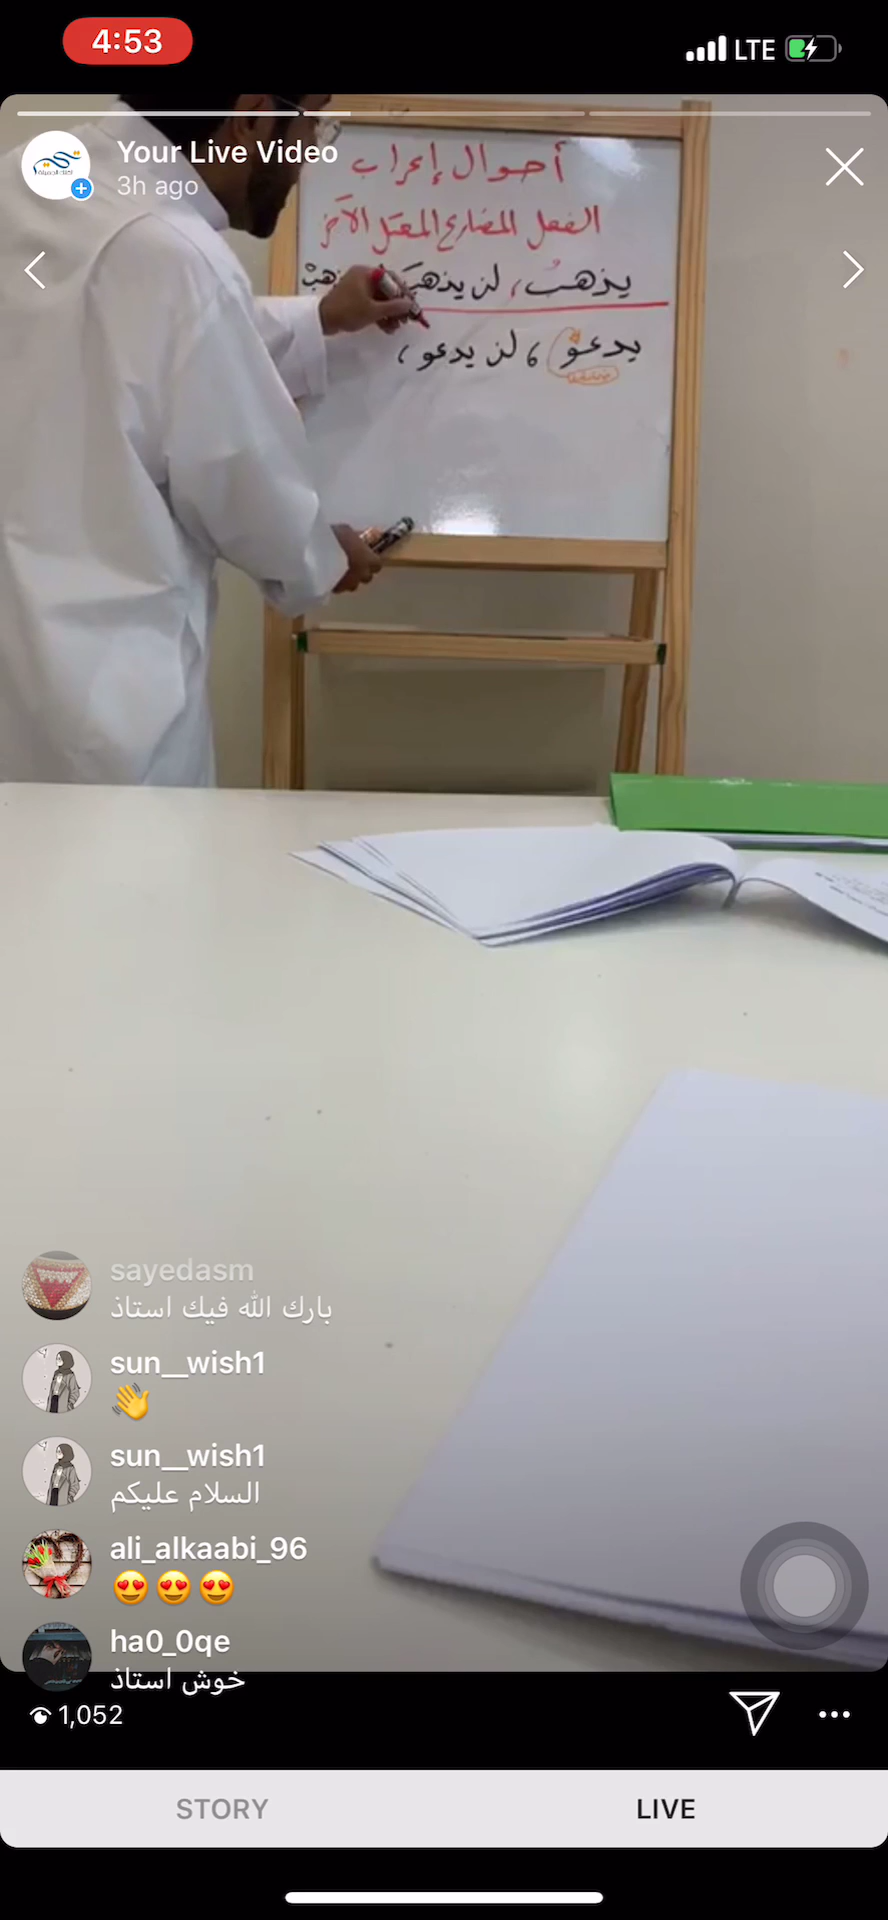 4:53
LTE
Your Live Video
3h ago
أحوال إعراب
الفعل المضارع المعتل الآخر
يذهبُ، لن يذهبَ
يدعو، لن يدعو،
sayedasm
بارك الله فيك استاذ
sun__wish1
👋
sun__wish1
السلام عليكم
ali_alkaabi_96
😍😍😍
ha0_0qe
خوش استاذ
1,052
STORY
LIVE